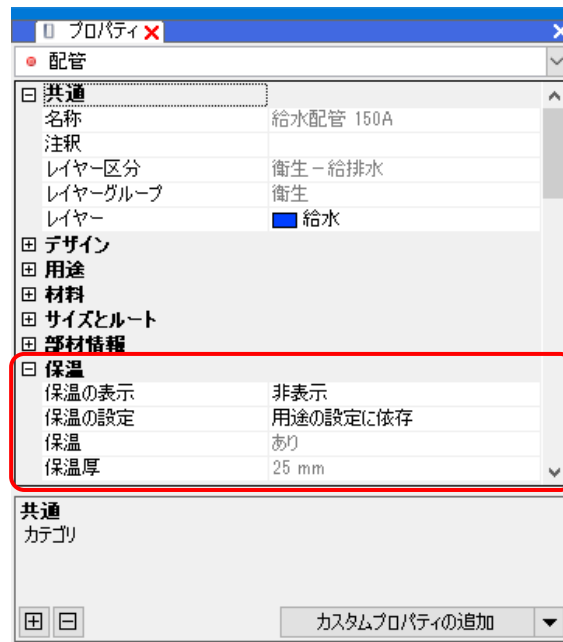 プロパティ
配管
共通
名称 給水配管 150A
注釈
レイヤー区分 衛生－給排水
レイヤーグループ 衛生
レイヤー 給水
デザイン
用途
材料
サイズとルート
部材情報
保温
保温の表示 非表示
保温の設定 用途の設定に依存
保温 あり
保温厚 25 mm
共通
カテゴリ
カスタムプロパティの追加